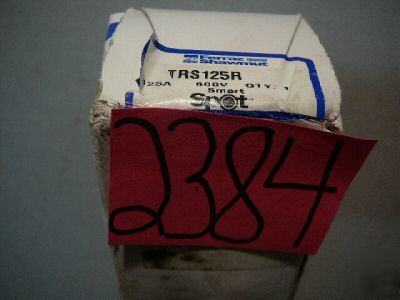 Ferraz
Shawmut
TRS125R
125A 600V QTY: 1
Smart
Spot
2384